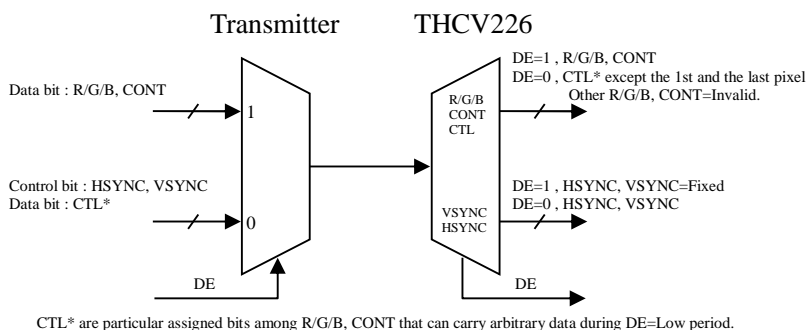 Transmitter THCV226
DE=1 , R/G/B, CONT
DE=0 , CTL* except the 1st and the last pixel
Other R/G/B, CONT=Invalid.
Data bit : R/G/B, CONT
1
R/G/B
CONT
CTL
Control bit : HSYNC, VSYNC
Data bit : CTL*
0
VSYNC
HSYNC
DE=1 , HSYNC, VSYNC=Fixed
DE=0 , HSYNC, VSYNC
DE DE
CTL* are particular assigned bits among R/G/B, CONT that can carry arbitrary data during DE=Low period.